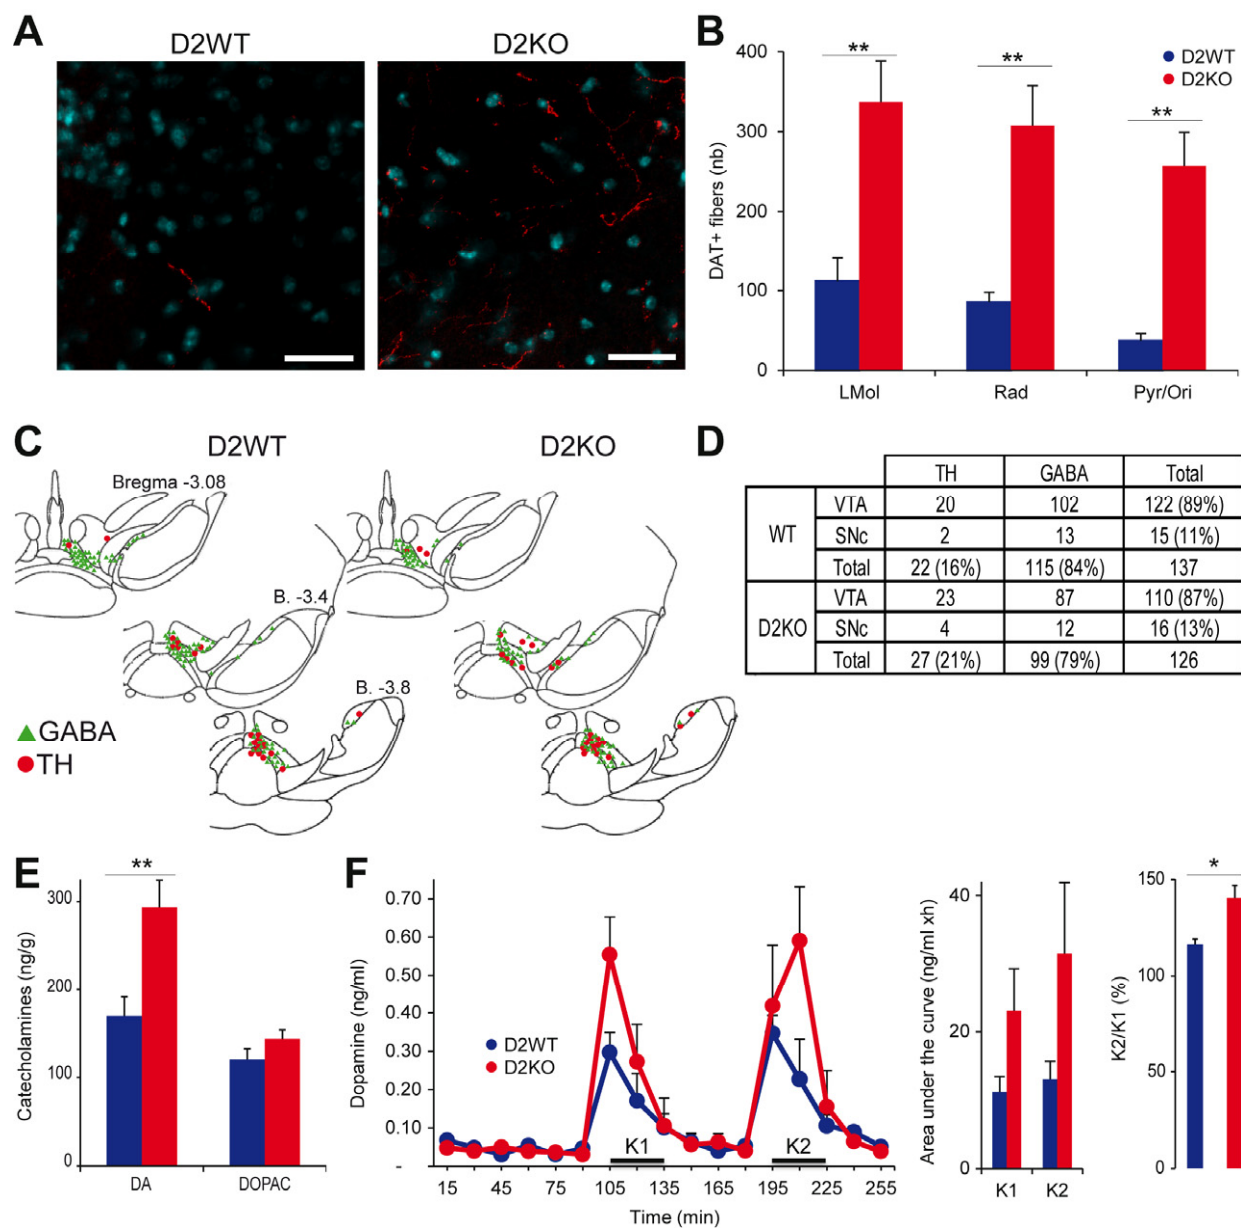 A
D2WT
D2KO
B
400
300
200
100
0
DAT+ fibers (nb)
**
**
**
D2WT
D2KO
LMol
Rad
Pyr/Ori
C
D2WT
D2KO
Bregma -3.08
B. -3.4
B. -3.8
GABA
TH
D
TH GABA Total
WT
VTA 20 102 122 (89%)
SNc 2 13 15 (11%)
Total 22 (16%) 115 (84%) 137
D2KO
VTA 23 87 110 (87%)
SNc 4 12 16 (13%)
Total 27 (21%) 99 (79%) 126
E
**
300
200
100
0
Catecholamines (ng/g)
DA
DOPAC
F
0.70
0.60
0.50
0.40
0.30
0.20
0.10
-
Dopamine (ng/ml)
D2WT
D2KO
K1
K2
15 45 75 105 135 165 195 225 255
Time (min)
40
20
0
Area under the curve (ng/ml xh)
K1
K2
*
150
100
50
0
K2/K1 (%)